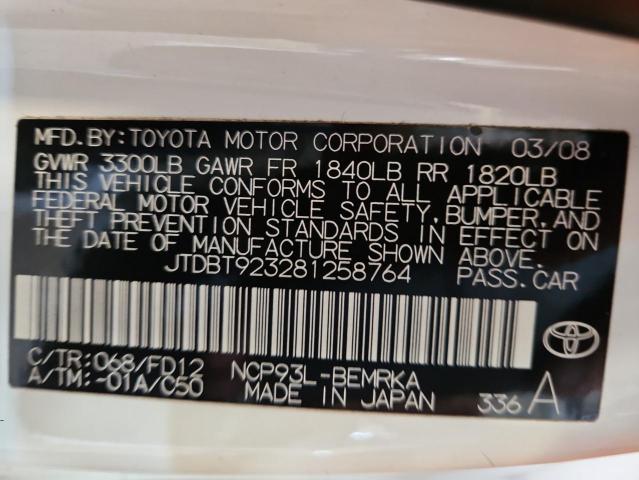 MFD.BY:TOYOTA MOTOR CORPORATION 03/08
GVWR 3300LB GAWR FR 1840LB RR 1820LB
THIS VEHICLE CONFORMS TO ALL APPLICABLE
FEDERAL MOTOR VEHICLE SAFETY, BUMPER, AND
THEFT PREVENTION STANDARDS IN EFFECT ON
THE DATE OF MANUFACTURE SHOWN ABOVE.
JTDBT923281258764 PASS.CAR
C/TR:068/FD12 NCP93L-BEMRKA
A/TM:-01A/C50 MADE IN JAPAN 336 A